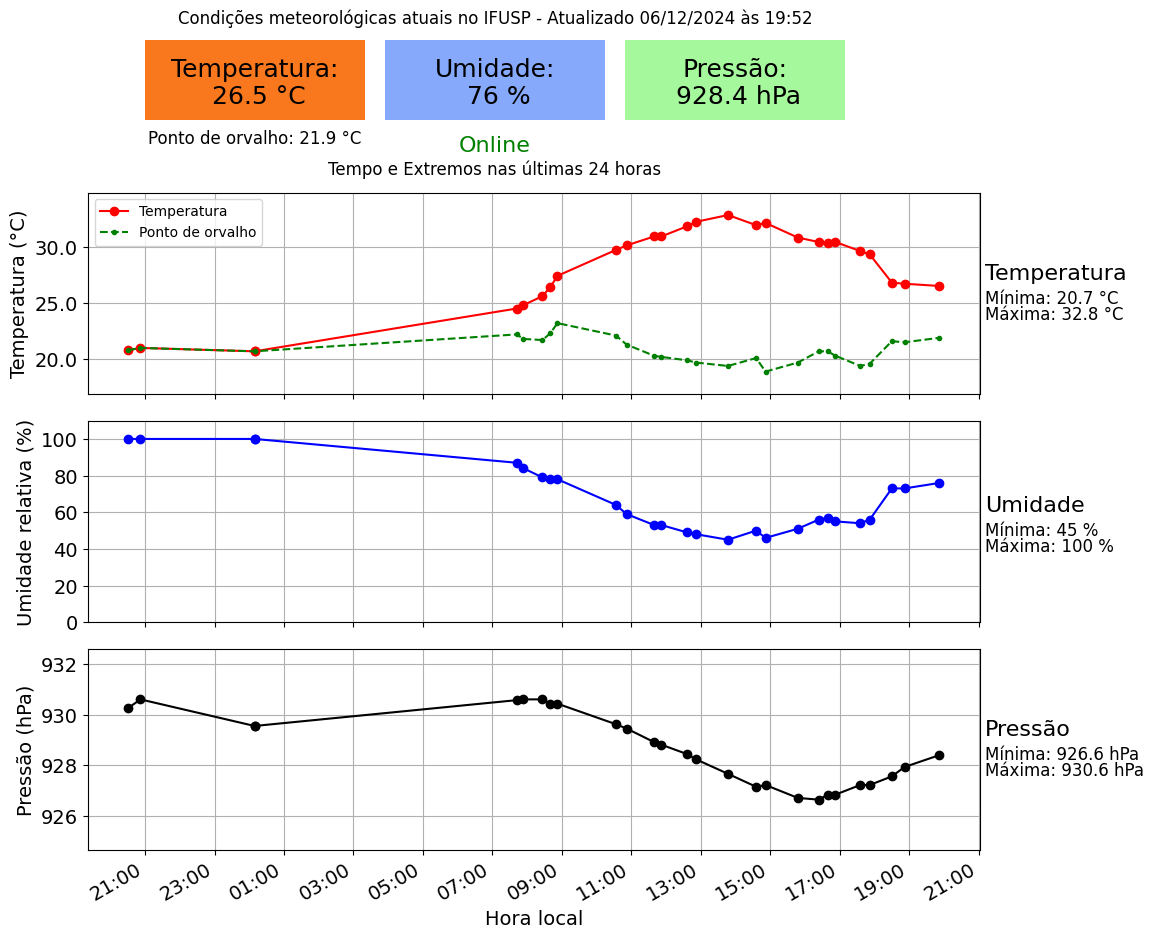 Condições meteorológicas atuais no IFUSP - Atualizado 06/12/2024 às 19:52
Temperatura:
26.5 °C
Umidade:
76 %
Pressão:
928.4 hPa
Ponto de orvalho: 21.9 °C
Online
Tempo e Extremos nas últimas 24 horas
Temperatura
Ponto de orvalho
Temperatura (°C)
30.0
25.0
20.0
Temperatura
Mínima: 20.7 °C
Máxima: 32.8 °C
Umidade relativa (%)
100
80
60
40
20
0
Umidade
Mínima: 45 %
Máxima: 100 %
Pressão (hPa)
932
930
928
926
Pressão
Mínima: 926.6 hPa
Máxima: 930.6 hPa
21:00 23:00 01:00 03:00 05:00 07:00 09:00 11:00 13:00 15:00 17:00 19:00 21:00
Hora local